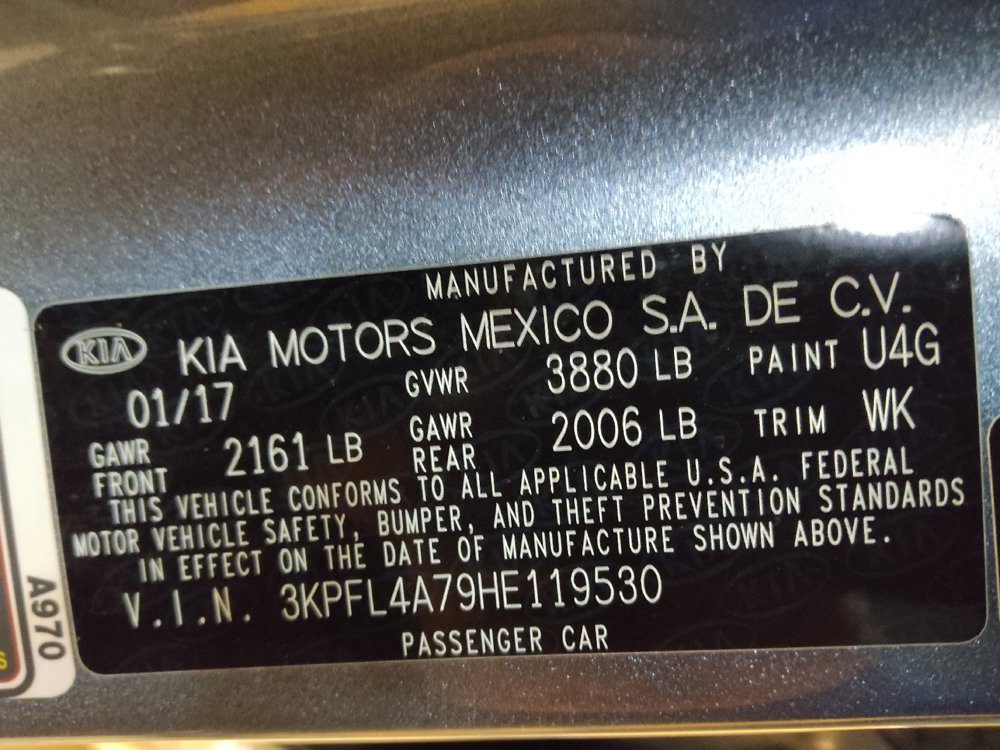 MANUFACTURED BY
KIA KIA MOTORS MEXICO S.A. DE C.V.
01/17 GVWR 3880 LB PAINT U4G
GAWR FRONT 2161 LB GAWR REAR 2006 LB TRIM WK
THIS VEHICLE CONFORMS TO ALL APPLICABLE U.S.A. FEDERAL
MOTOR VEHICLE SAFETY, BUMPER, AND THEFT PREVENTION STANDARDS
IN EFFECT ON THE DATE OF MANUFACTURE SHOWN ABOVE.
V.I.N. 3KPFL4A79HE119530
PASSENGER CAR
A970
S